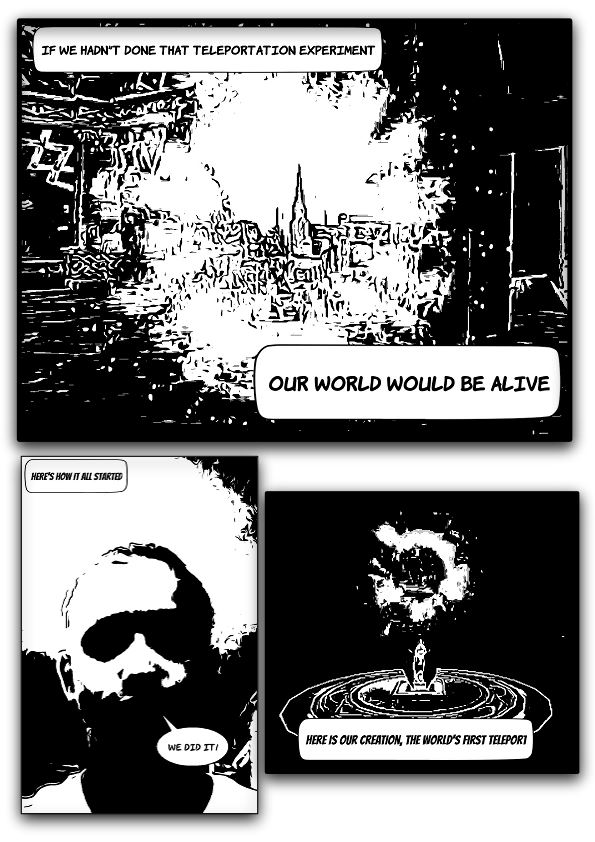 IF WE HADN"T DONE THAT TELEPORTATION EXPERIMENT
OUR WORLD WOULD BE ALIVE
HERE'S HOW IT ALL STARTED
WE DID IT!
HERE IS OUR CREATION, THE WORLD'S FIRST TELEPORT